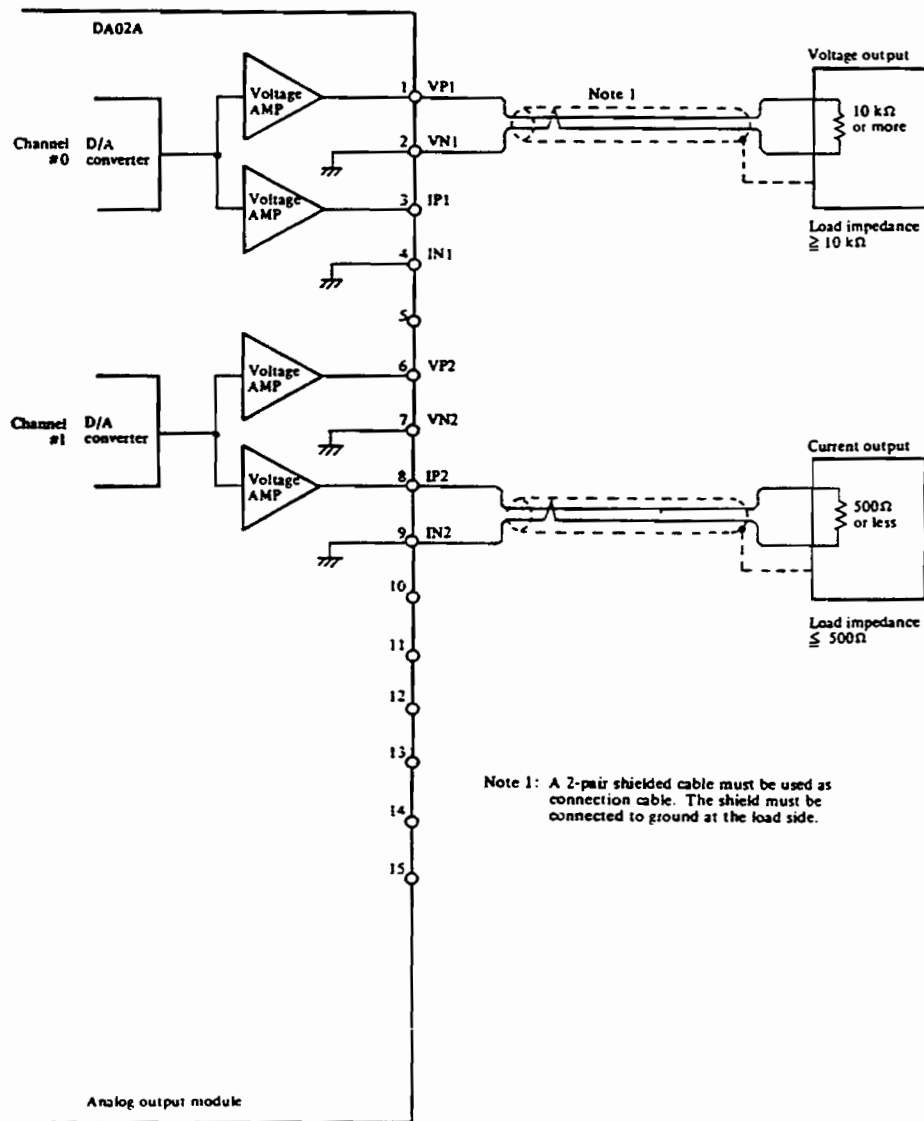 DA02A
Channel #0
D/A converter
Voltage AMP
Voltage AMP
1 VP1
2 VN1
3 IP1
4 IN1
5
Note 1
Voltage output
10 kΩ or more
Load impedance
≧ 10 kΩ
Channel #1
D/A converter
Voltage AMP
Voltage AMP
6 VP2
7 VN2
8 IP2
9 IN2
10
11
12
13
14
15
Current output
500Ω or less
Load impedance
≦ 500Ω
Note 1: A 2-pair shielded cable must be used as
connection cable. The shield must be
connected to ground at the load side.
Analog output module